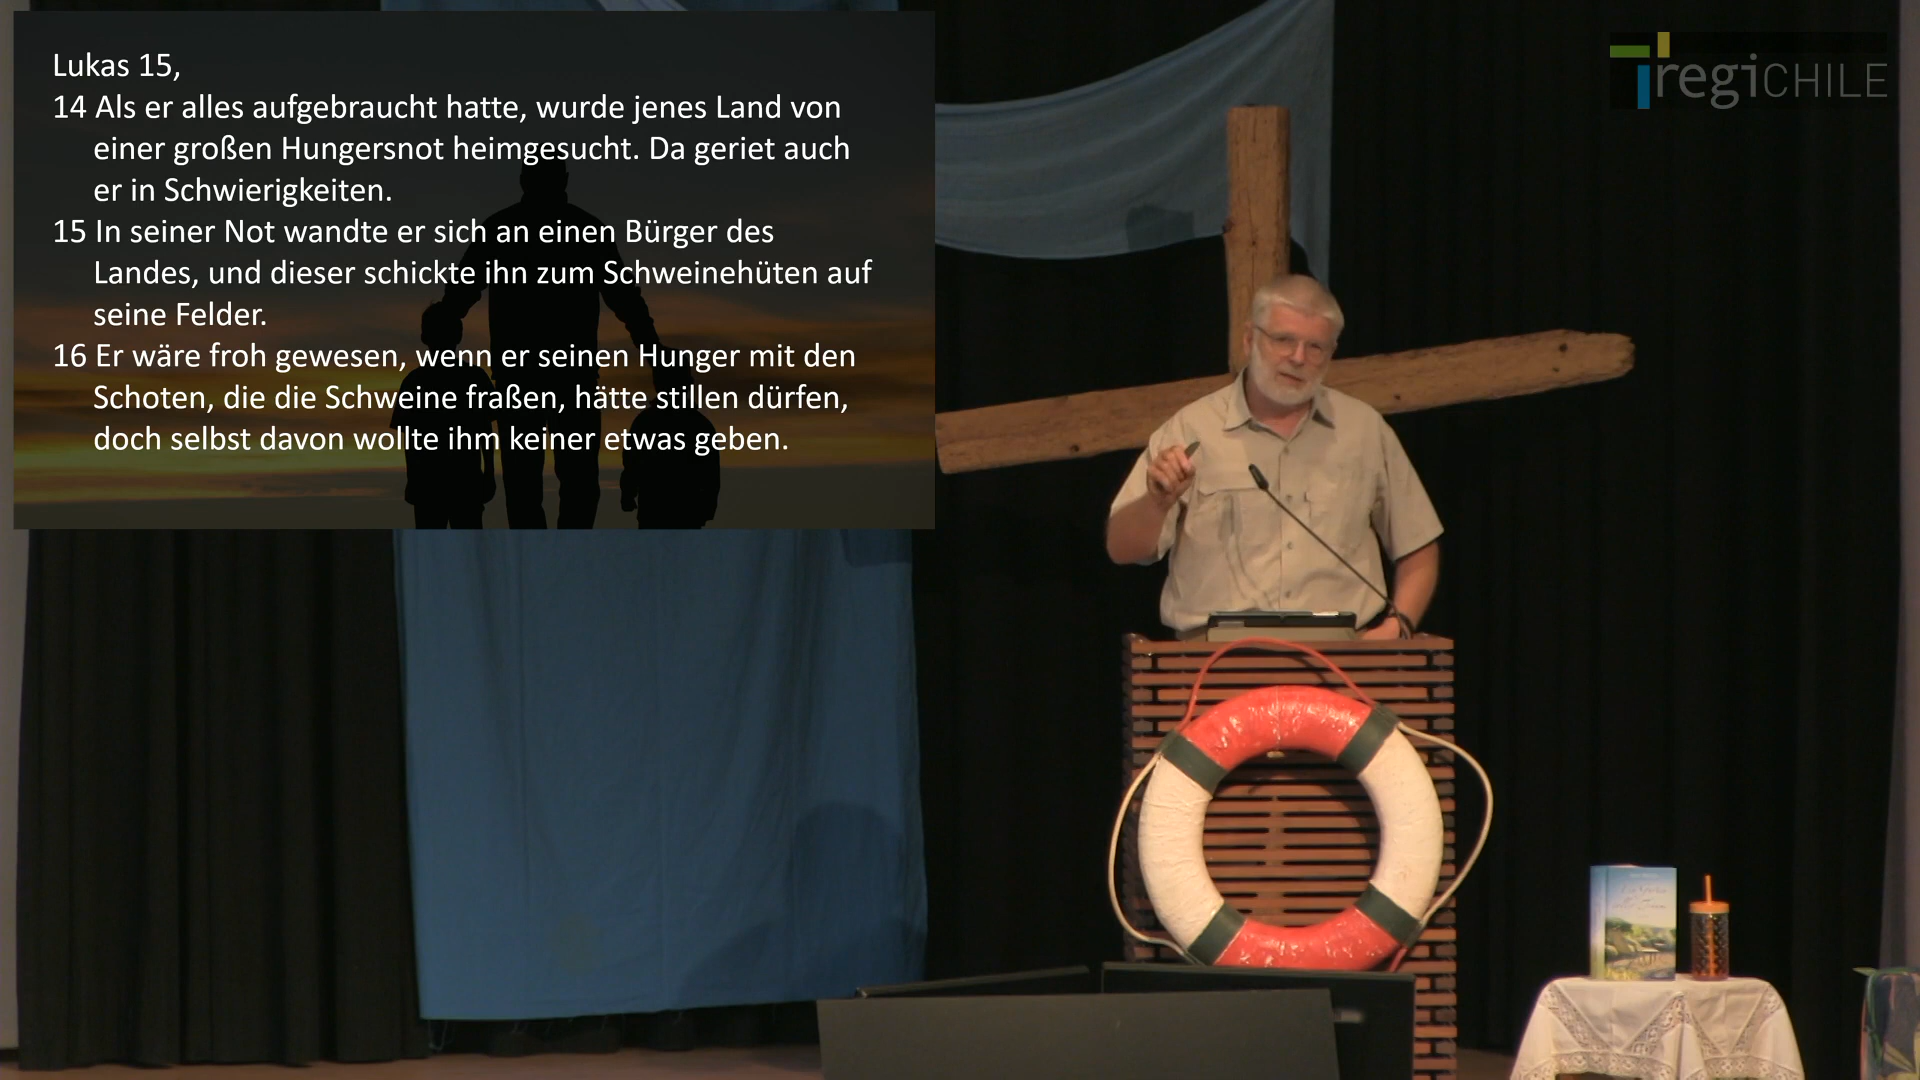 Lukas 15,
14 Als er alles aufgebraucht hatte, wurde jenes Land von
einer großen Hungersnot heimgesucht. Da geriet auch
er in Schwierigkeiten.
15 In seiner Not wandte er sich an einen Bürger des
Landes, und dieser schickte ihn zum Schweinehüten auf
seine Felder.
16 Er wäre froh gewesen, wenn er seinen Hunger mit den
Schoten, die die Schweine fraßen, hätte stillen dürfen,
doch selbst davon wollte ihm keiner etwas geben.
regiCHILE